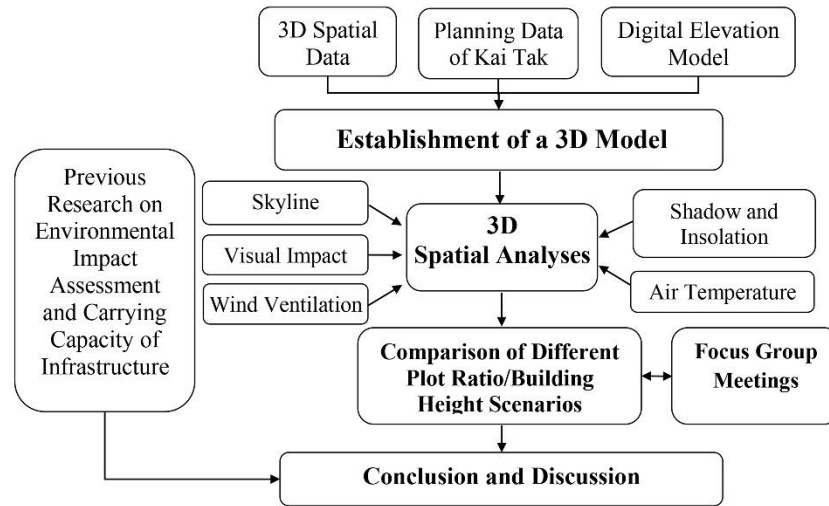 3D Spatial
Data
Planning Data
of Kai Tak
Digital Elevation
Model
Establishment of a 3D Model
Previous
Research on
Environmental
Impact
Assessment
and Carrying
Capacity of
Infrastructure
Skyline
Visual Impact
Wind Ventilation
3D
Spatial Analyses
Shadow and
Insolation
Air Temperature
Comparison of Different
Plot Ratio/Building
Height Scenarios
Focus Group
Meetings
Conclusion and Discussion